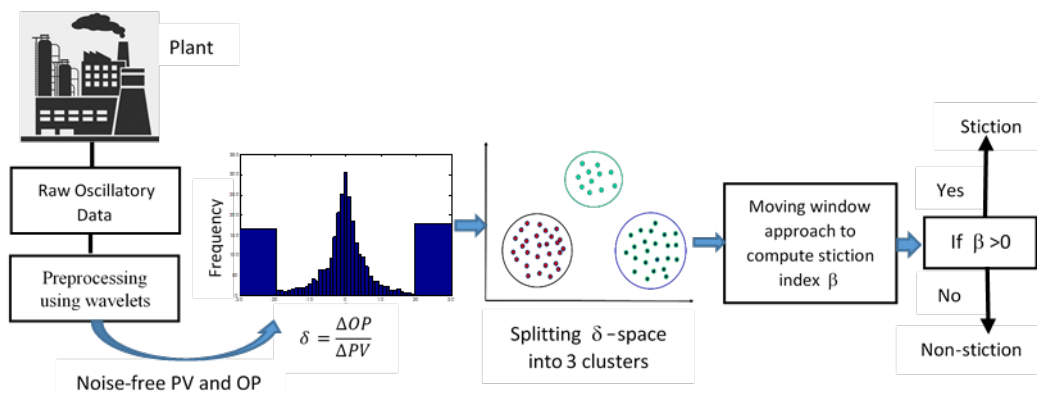 Plant
Raw Oscillatory
Data
Preprocessing
using wavelets
Noise-free PV and OP
Frequency
δ = ΔOP
ΔPV
Splitting δ-space
into 3 clusters
Moving window
approach to
compute stiction
index β
Stiction
Yes
If β >0
No
Non-stiction